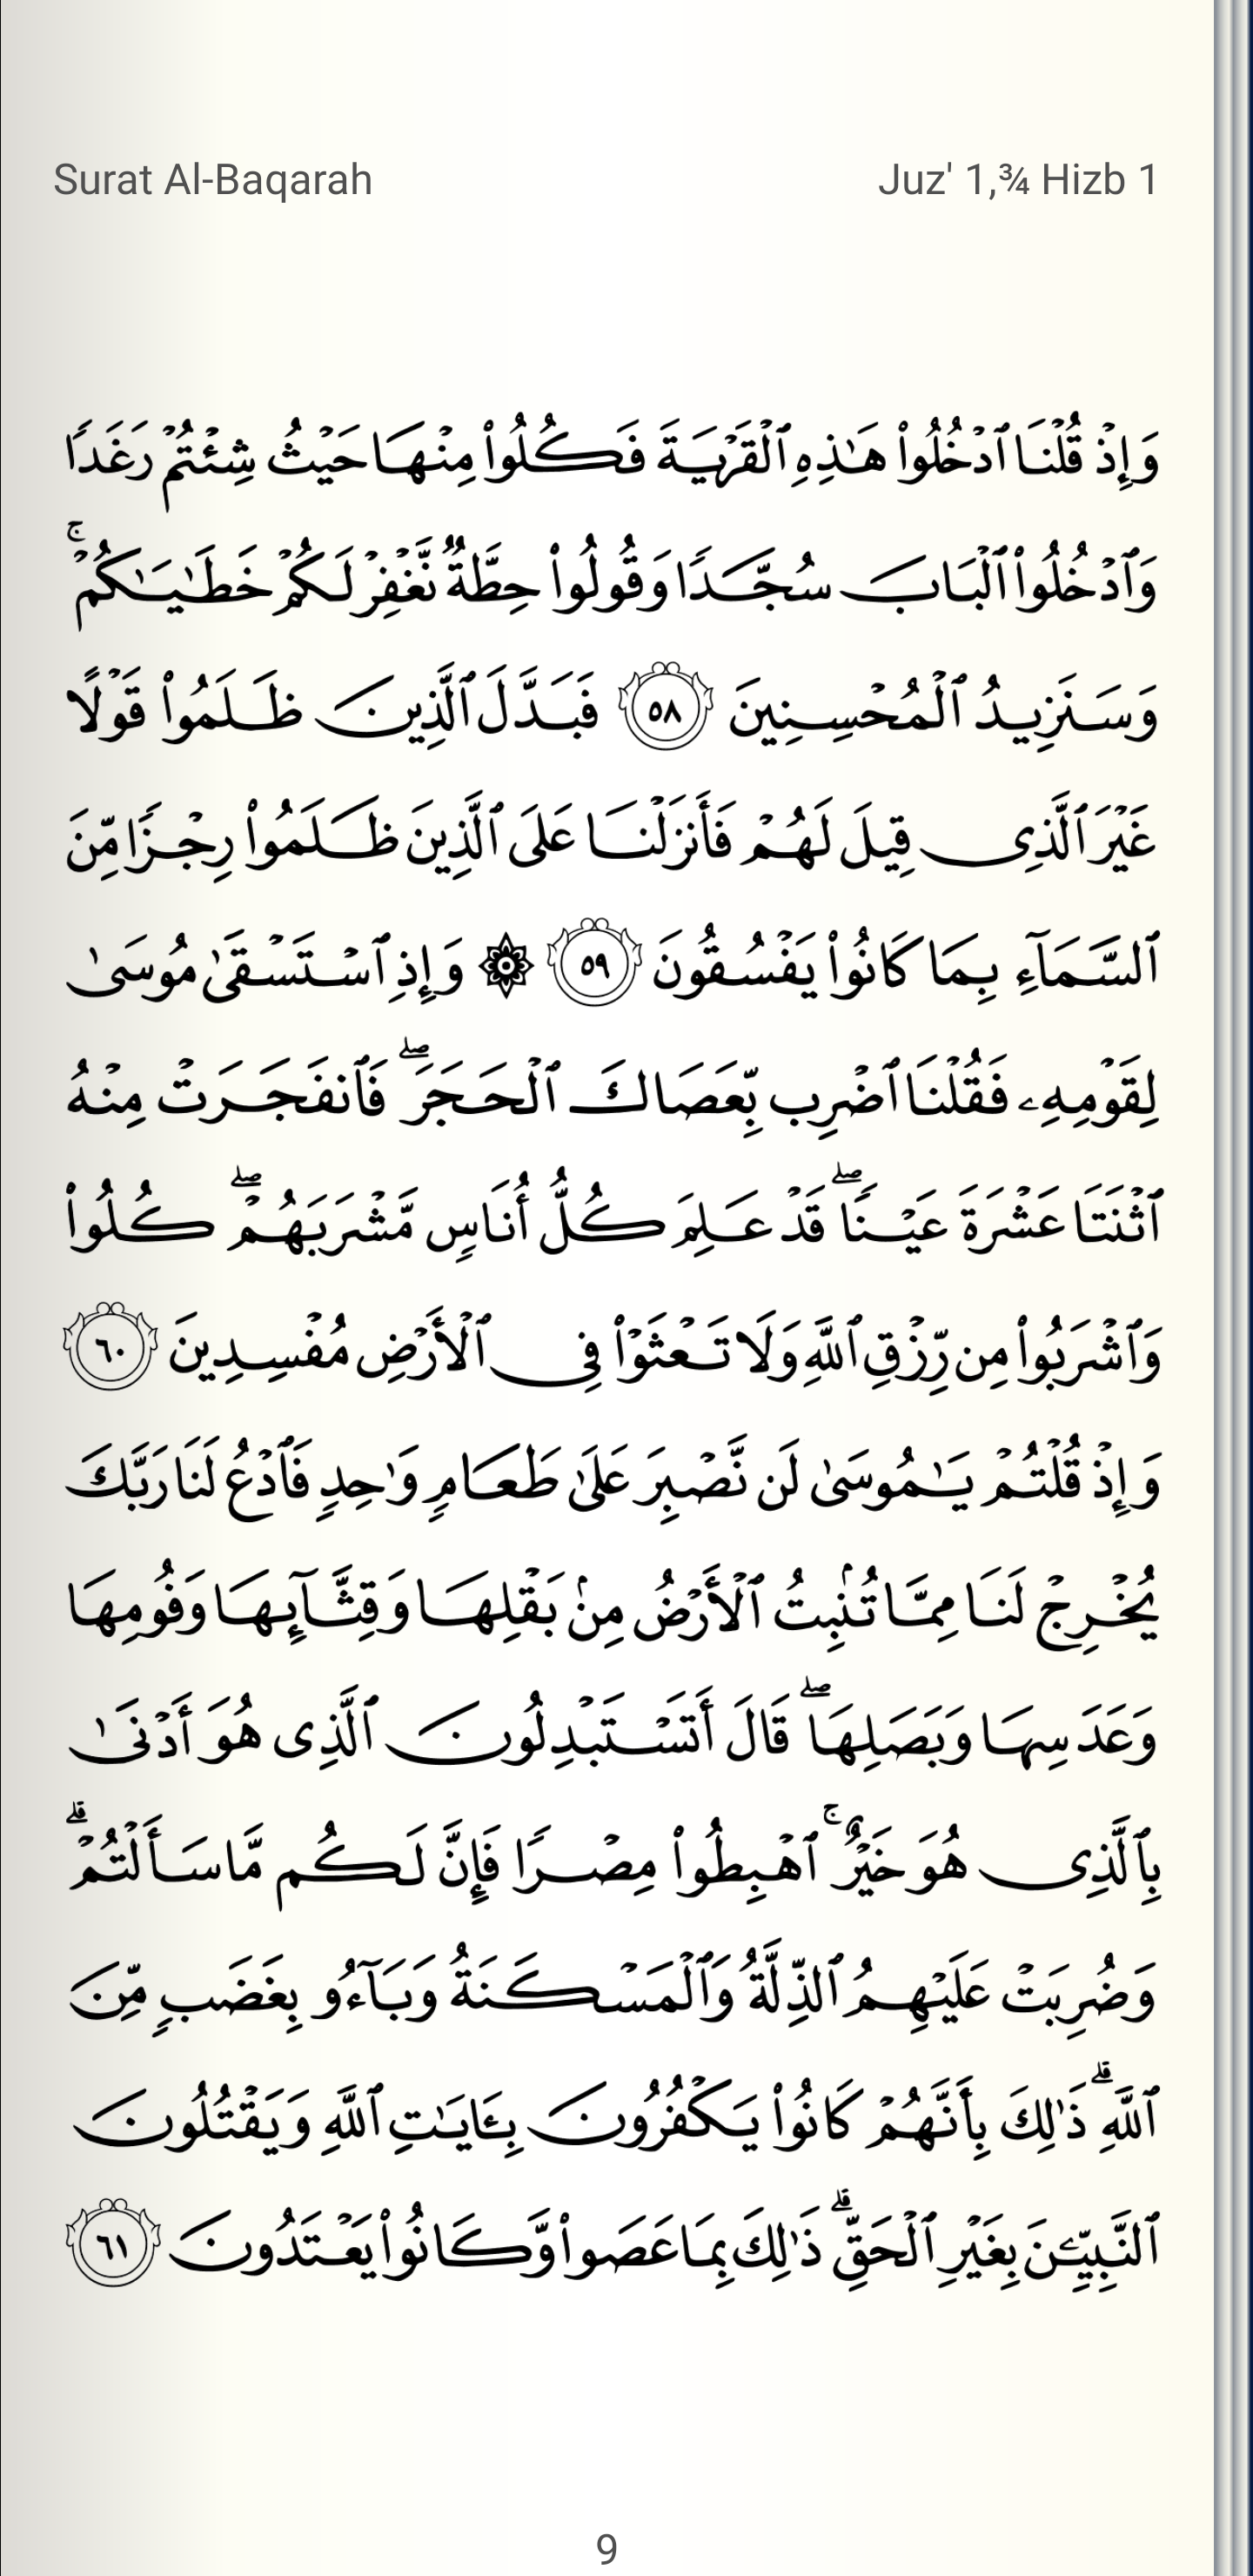 Surat Al-Baqarah
Juz' 1,¾ Hizb 1
وَإِذۡ قُلۡنَا ٱدۡخُلُواْ هَٰذِهِ ٱلۡقَرۡيَةَ فَكُلُواْ مِنۡهَا حَيۡثُ شِئۡتُمۡ رَغَدٗا
وَٱدۡخُلُواْ ٱلۡبَابَ سُجَّدٗا وَقُولُواْ حِطَّةٞ نَّغۡفِرۡ لَكُمۡ خَطَٰيَٰكُمۡۚ
وَسَنَزِيدُ ٱلۡمُحۡسِنِينَ ٥٨ فَبَدَّلَ ٱلَّذِينَ ظَلَمُواْ قَوۡلًا
غَيۡرَ ٱلَّذِي قِيلَ لَهُمۡ فَأَنزَلۡنَا عَلَى ٱلَّذِينَ ظَلَمُواْ رِجۡزٗا مِّنَ
ٱلسَّمَآءِ بِمَا كَانُواْ يَفۡسُقُونَ ٥٩ ۞ وَإِذِ ٱسۡتَسۡقَىٰ مُوسَىٰ
لِقَوۡمِهِۦ فَقُلۡنَا ٱضۡرِب بِّعَصَاكَ ٱلۡحَجَرَۖ فَٱنفَجَرَتۡ مِنۡهُ
ٱثۡنَتَا عَشۡرَةَ عَيۡنٗاۖ قَدۡ عَلِمَ كُلُّ أُنَاسٖ مَّشۡرَبَهُمۡۖ كُلُواْ
وَٱشۡرَبُواْ مِن رِّزۡقِ ٱللَّهِ وَلَا تَعۡثَوۡاْ فِي ٱلۡأَرۡضِ مُفۡسِدِينَ ٦٠
وَإِذۡ قُلۡتُمۡ يَٰمُوسَىٰ لَن نَّصۡبِرَ عَلَىٰ طَعَامٖ وَٰحِدٖ فَٱدۡعُ لَنَا رَبَّكَ
يُخۡرِجۡ لَنَا مِمَّا تُنۢبِتُ ٱلۡأَرۡضُ مِنۢ بَقۡلِهَا وَقِثَّآئِهَا وَفُومِهَا
وَعَدَسِهَا وَبَصَلِهَاۖ قَالَ أَتَسۡتَبۡدِلُونَ ٱلَّذِي هُوَ أَدۡنَىٰ
بِٱلَّذِي هُوَ خَيۡرٌۚ ٱهۡبِطُواْ مِصۡرٗا فَإِنَّ لَكُم مَّا سَأَلۡتُمۡۗ
وَضُرِبَتۡ عَلَيۡهِمُ ٱلذِّلَّةُ وَٱلۡمَسۡكَنَةُ وَبَآءُو بِغَضَبٖ مِّنَ
ٱللَّهِۗ ذَٰلِكَ بِأَنَّهُمۡ كَانُواْ يَكۡفُرُونَ بِـَٔايَٰتِ ٱللَّهِ وَيَقۡتُلُونَ
ٱلنَّبِيِّـۧنَ بِغَيۡرِ ٱلۡحَقِّۗ ذَٰلِكَ بِمَا عَصَواْ وَّكَانُواْ يَعۡتَدُونَ ٦١
9